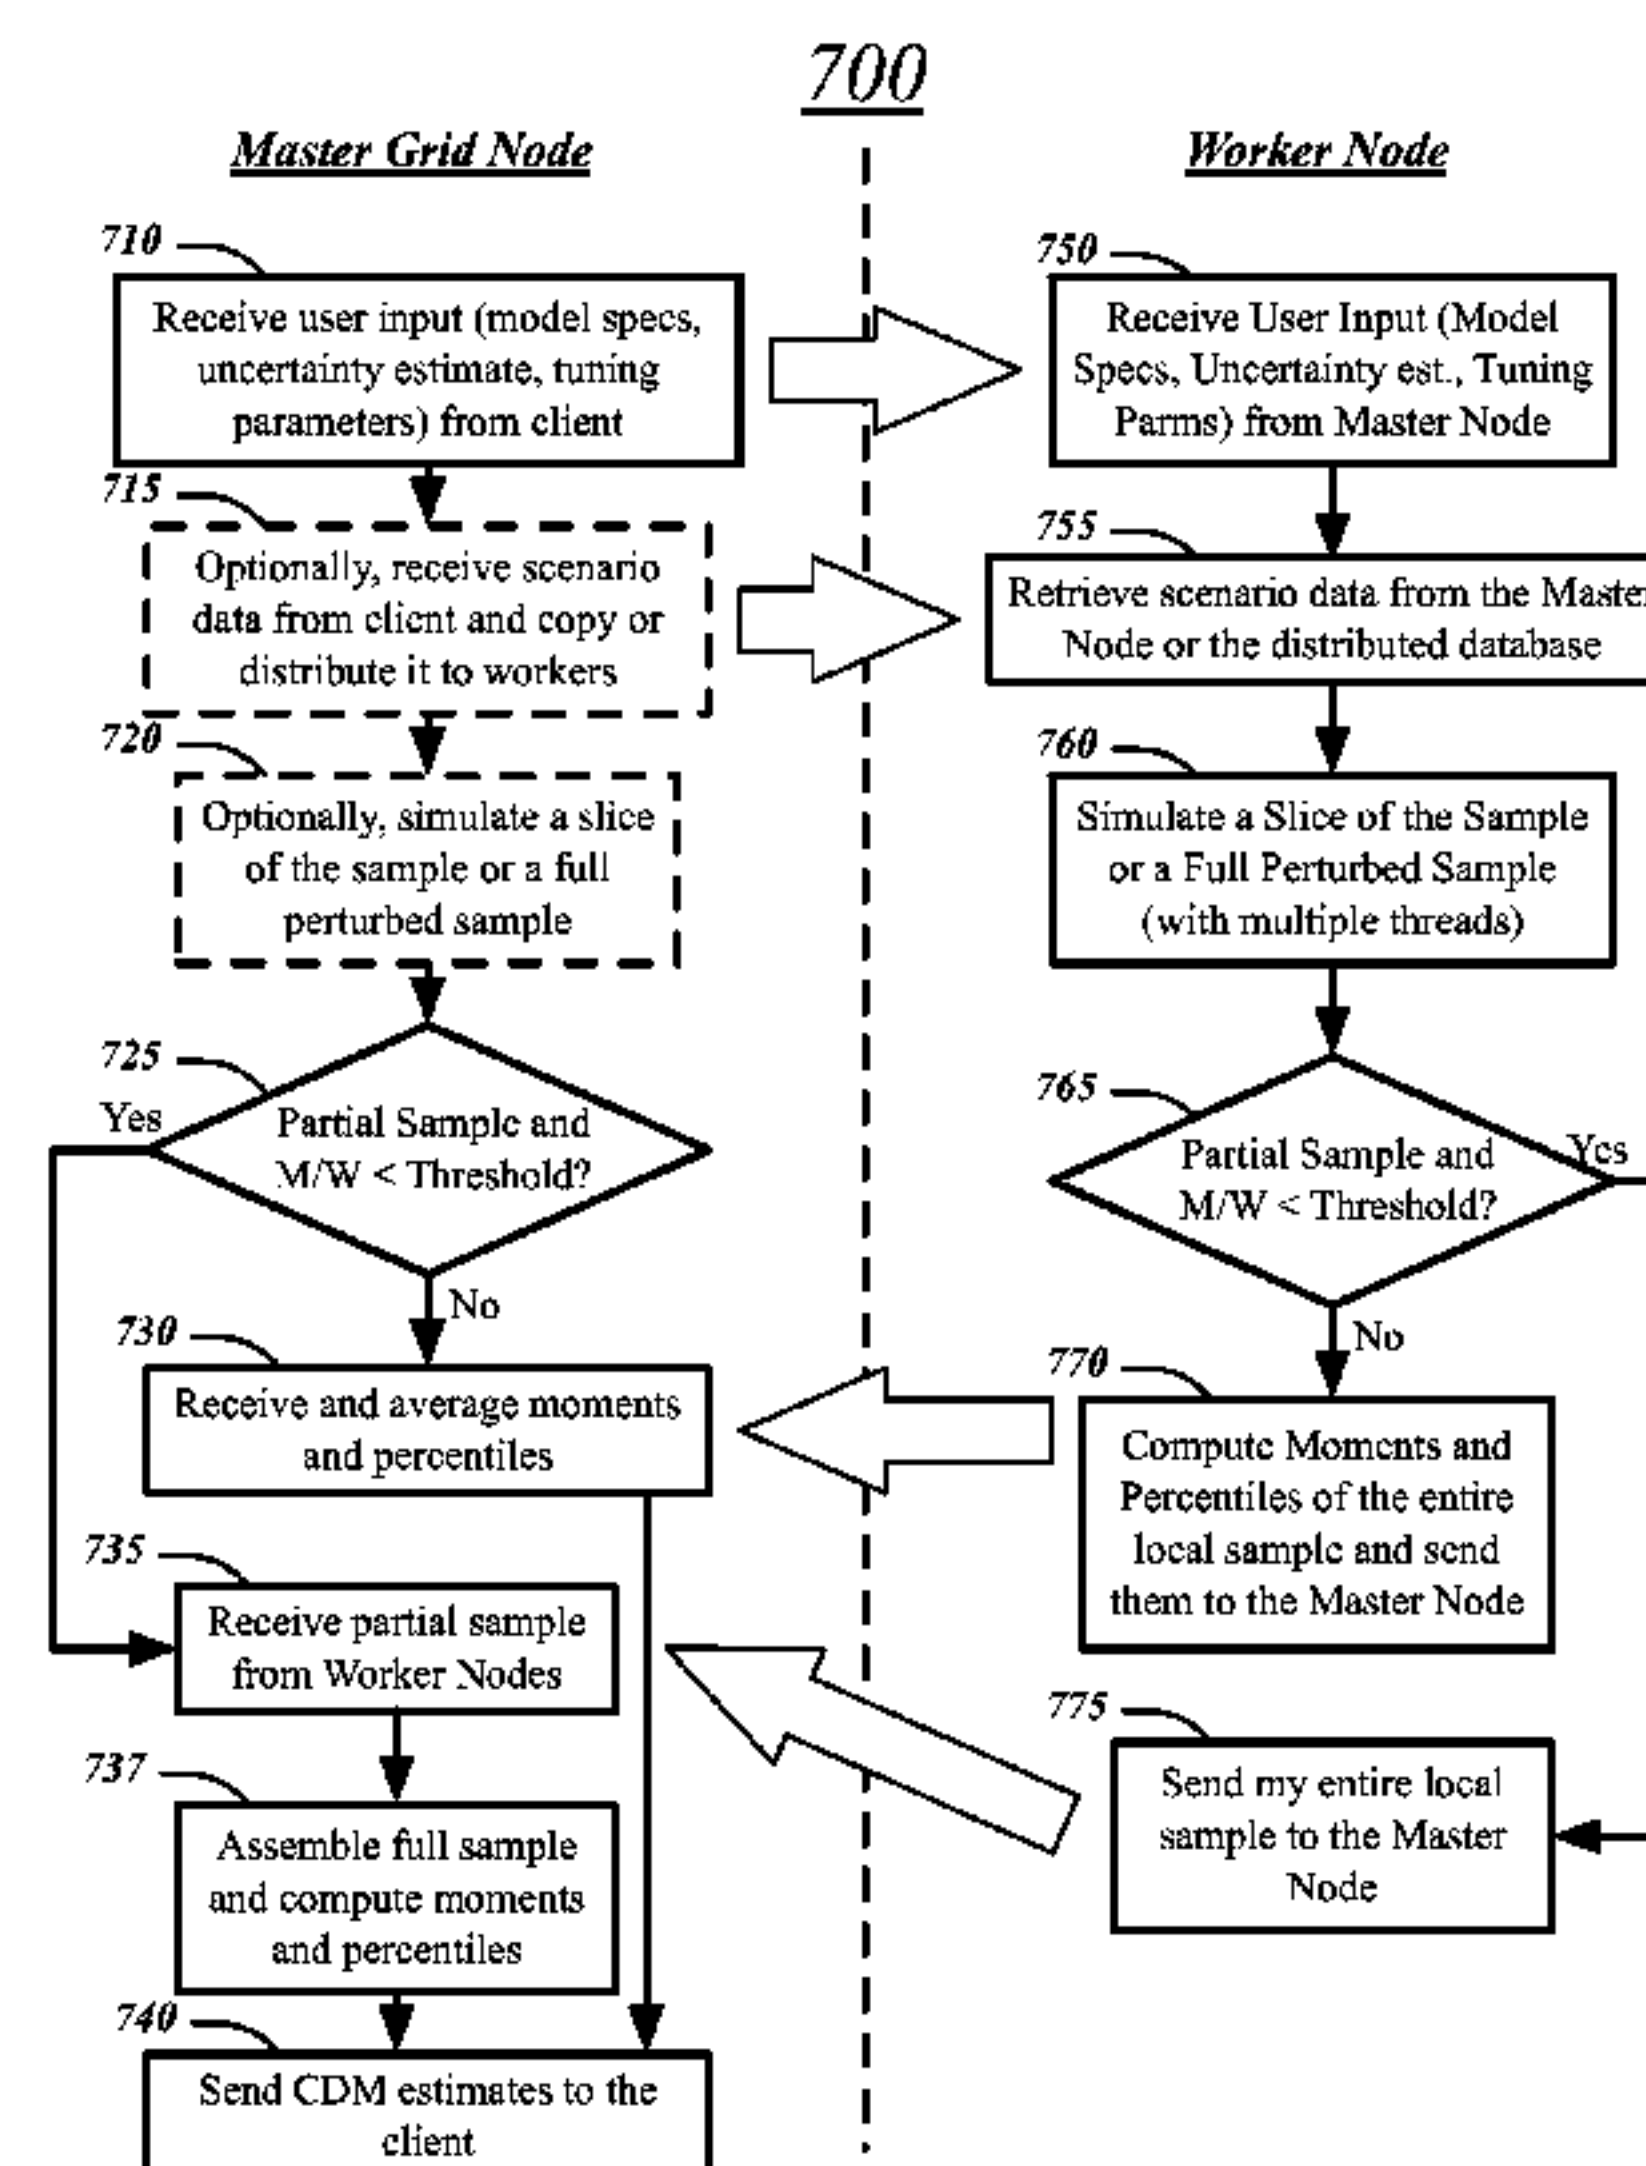 700
Master Grid Node
710
Receive user input (model specs,
uncertainty estimate, tuning
parameters) from client
715
Optionally, receive scenario
data from client and copy or
distribute it to workers
720
Optionally, simulate a slice
of the sample or a full
perturbed sample
725
Yes
Partial Sample and
M/W < Threshold?
No
730
Receive and average moments
and percentiles
735
Receive partial sample
from Worker Nodes
737
Assemble full sample
and compute moments
and percentiles
740
Send CDM estimates to the
client
Worker Node
750
Receive User Input (Model
Specs, Uncertainty est., Tuning
Parms) from Master Node
755
Retrieve scenario data from the Master
Node or the distributed database
760
Simulate a Slice of the Sample
or a Full Perturbed Sample
(with multiple threads)
765
Yes
Partial Sample and
M/W < Threshold?
No
770
Compute Moments and
Percentiles of the entire
local sample and send
them to the Master Node
775
Send my entire local
sample to the Master
Node